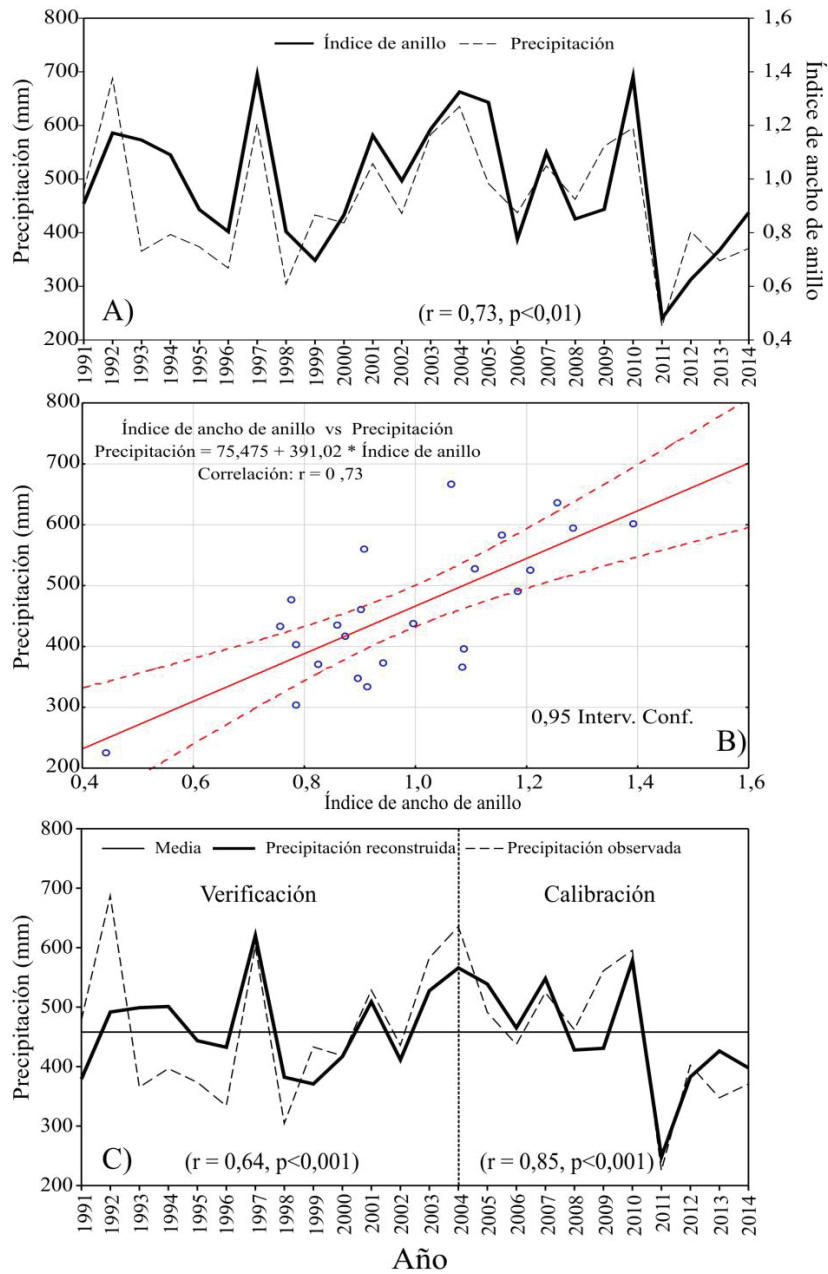 800
700
600
500
400
300
200
Precipitación (mm)
Índice de anillo
Precipitación
1,6
1,4
1,2
1,0
0,8
0,6
0,4
Índice de ancho de anillo
A)
(r = 0,73, p<0,01)
1991 1992 1993 1994 1995 1996 1997 1998 1999 2000 2001 2002 2003 2004 2005 2006 2007 2008 2009 2010 2011 2012 2013 2014
800
700
600
500
400
300
200
Precipitación (mm)
Índice de ancho de anillo vs Precipitación
Precipitación = 75,475 + 391,02 * Índice de anillo
Correlación: r = 0 ,73
0,95 Interv. Conf.
B)
0,4 0,6 0,8 1,0 1,2 1,4 1,6
Índice de ancho de anillo
800
700
600
500
400
300
200
Precipitación (mm)
Media
Precipitación reconstruida
Precipitación observada
Verificación
Calibración
C)
(r = 0,64, p<0,001)
(r = 0,85, p<0,001)
1991 1992 1993 1994 1995 1996 1997 1998 1999 2000 2001 2002 2003 2004 2005 2006 2007 2008 2009 2010 2011 2012 2013 2014
Año